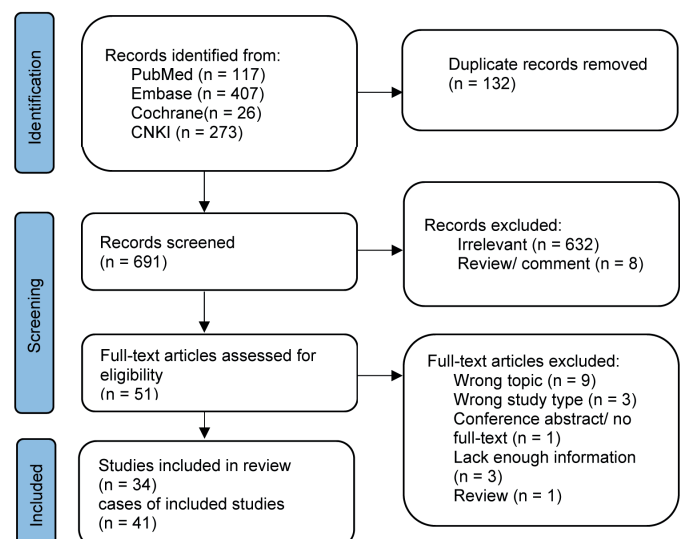 Identification
Records identified from:
PubMed (n = 117)
Embase (n = 407)
Cochrane(n = 26)
CNKI (n = 273)
Duplicate records removed
(n = 132)
Screening
Records screened
(n = 691)
Records excluded:
Irrelevant (n = 632)
Review/ comment (n = 8)
Full-text articles assessed for
eligibility
(n = 51)
Full-text articles excluded:
Wrong topic (n = 9)
Wrong study type (n = 3)
Conference abstract/ no
full-text (n = 1)
Lack enough information
(n = 3)
Review (n = 1)
Included
Studies included in review
(n = 34)
cases of included studies
(n = 41)